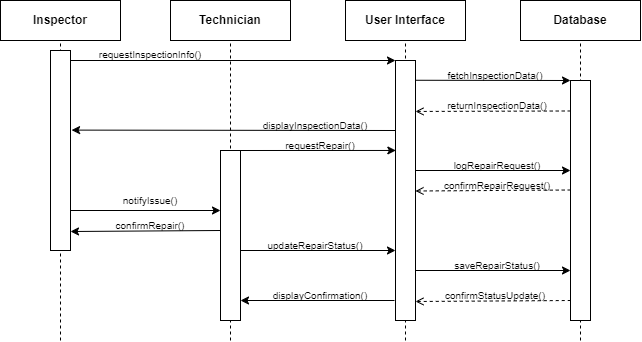 Inspector
Technician
User Interface
Database
requestInspectionInfo()
fetchInspectionData()
returnInspectionData()
displayInspectionData()
requestRepair()
logRepairRequest()
confirmRepairRequest()
notifyIssue()
confirmRepair()
updateRepairStatus()
saveRepairStatus()
displayConfirmation()
confirmStatusUpdate()